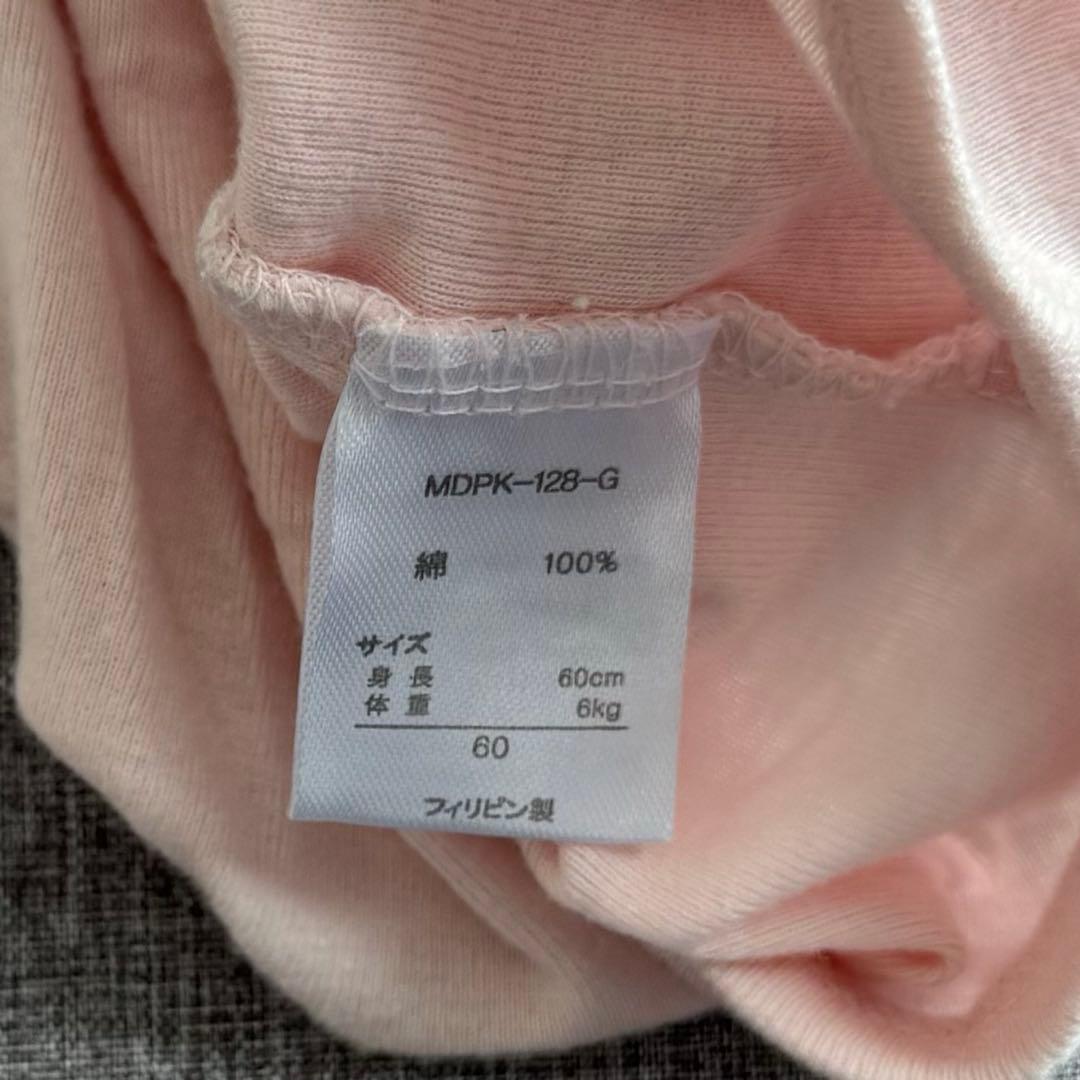 MDPK-128-G
綿 100%
サイズ
身長 60cm
体重 6kg
60
フィリピン製